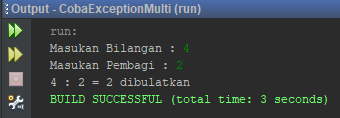 Output - CobaExceptionMulti (run)
run:
Masukan Bilangan : 4
Masukan Pembagi : 2
4 : 2 = 2 dibulatkan
BUILD SUCCESSFUL (total time: 3 seconds)